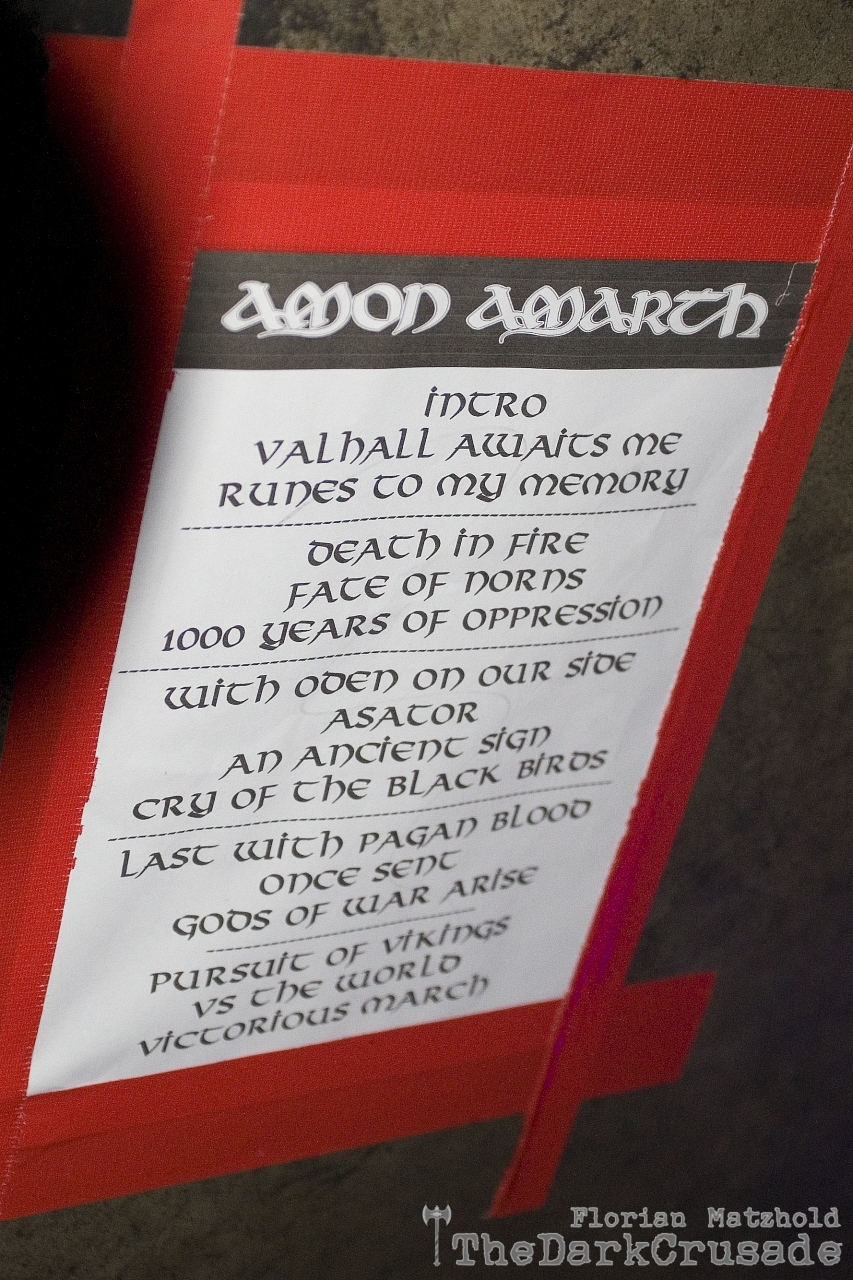 AMON AMARTH
INTRO
VALHALL AWAITS ME
RUNES TO MY MEMORY
DEATH IN FIRE
FATE OF NORNS
1000 YEARS OF OPPRESSION
WITH ODEN ON OUR SIDE
ASATOR
AN ANCIENT SIGN
CRY OF THE BLACK BIRDS
LAST WITH PAGAN BLOOD
ONCE SENT
GODS OF WAR ARISE
PURSUIT OF VIKINGS
VS THE WORLD
VICTORIOUS MARCH
Florian Matzhold
TheDarkCrusade